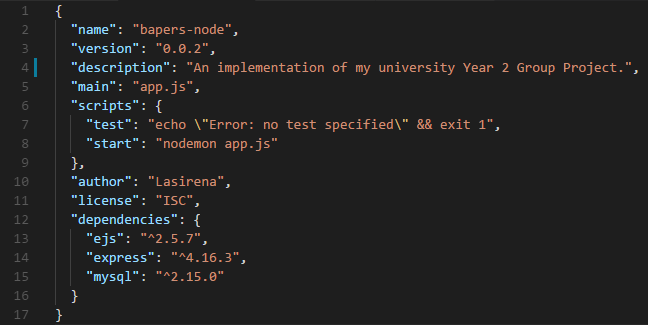 1 {
2   "name": "bapers-node",
3   "version": "0.0.2",
4   "description": "An implementation of my university Year 2 Group Project.",
5   "main": "app.js",
6   "scripts": {
7     "test": "echo \"Error: no test specified\" && exit 1",
8     "start": "nodemon app.js"
9   },
10   "author": "Lasirena",
11   "license": "ISC",
12   "dependencies": {
13     "ejs": "^2.5.7",
14     "express": "^4.16.3",
15     "mysql": "^2.15.0"
16   }
17 }